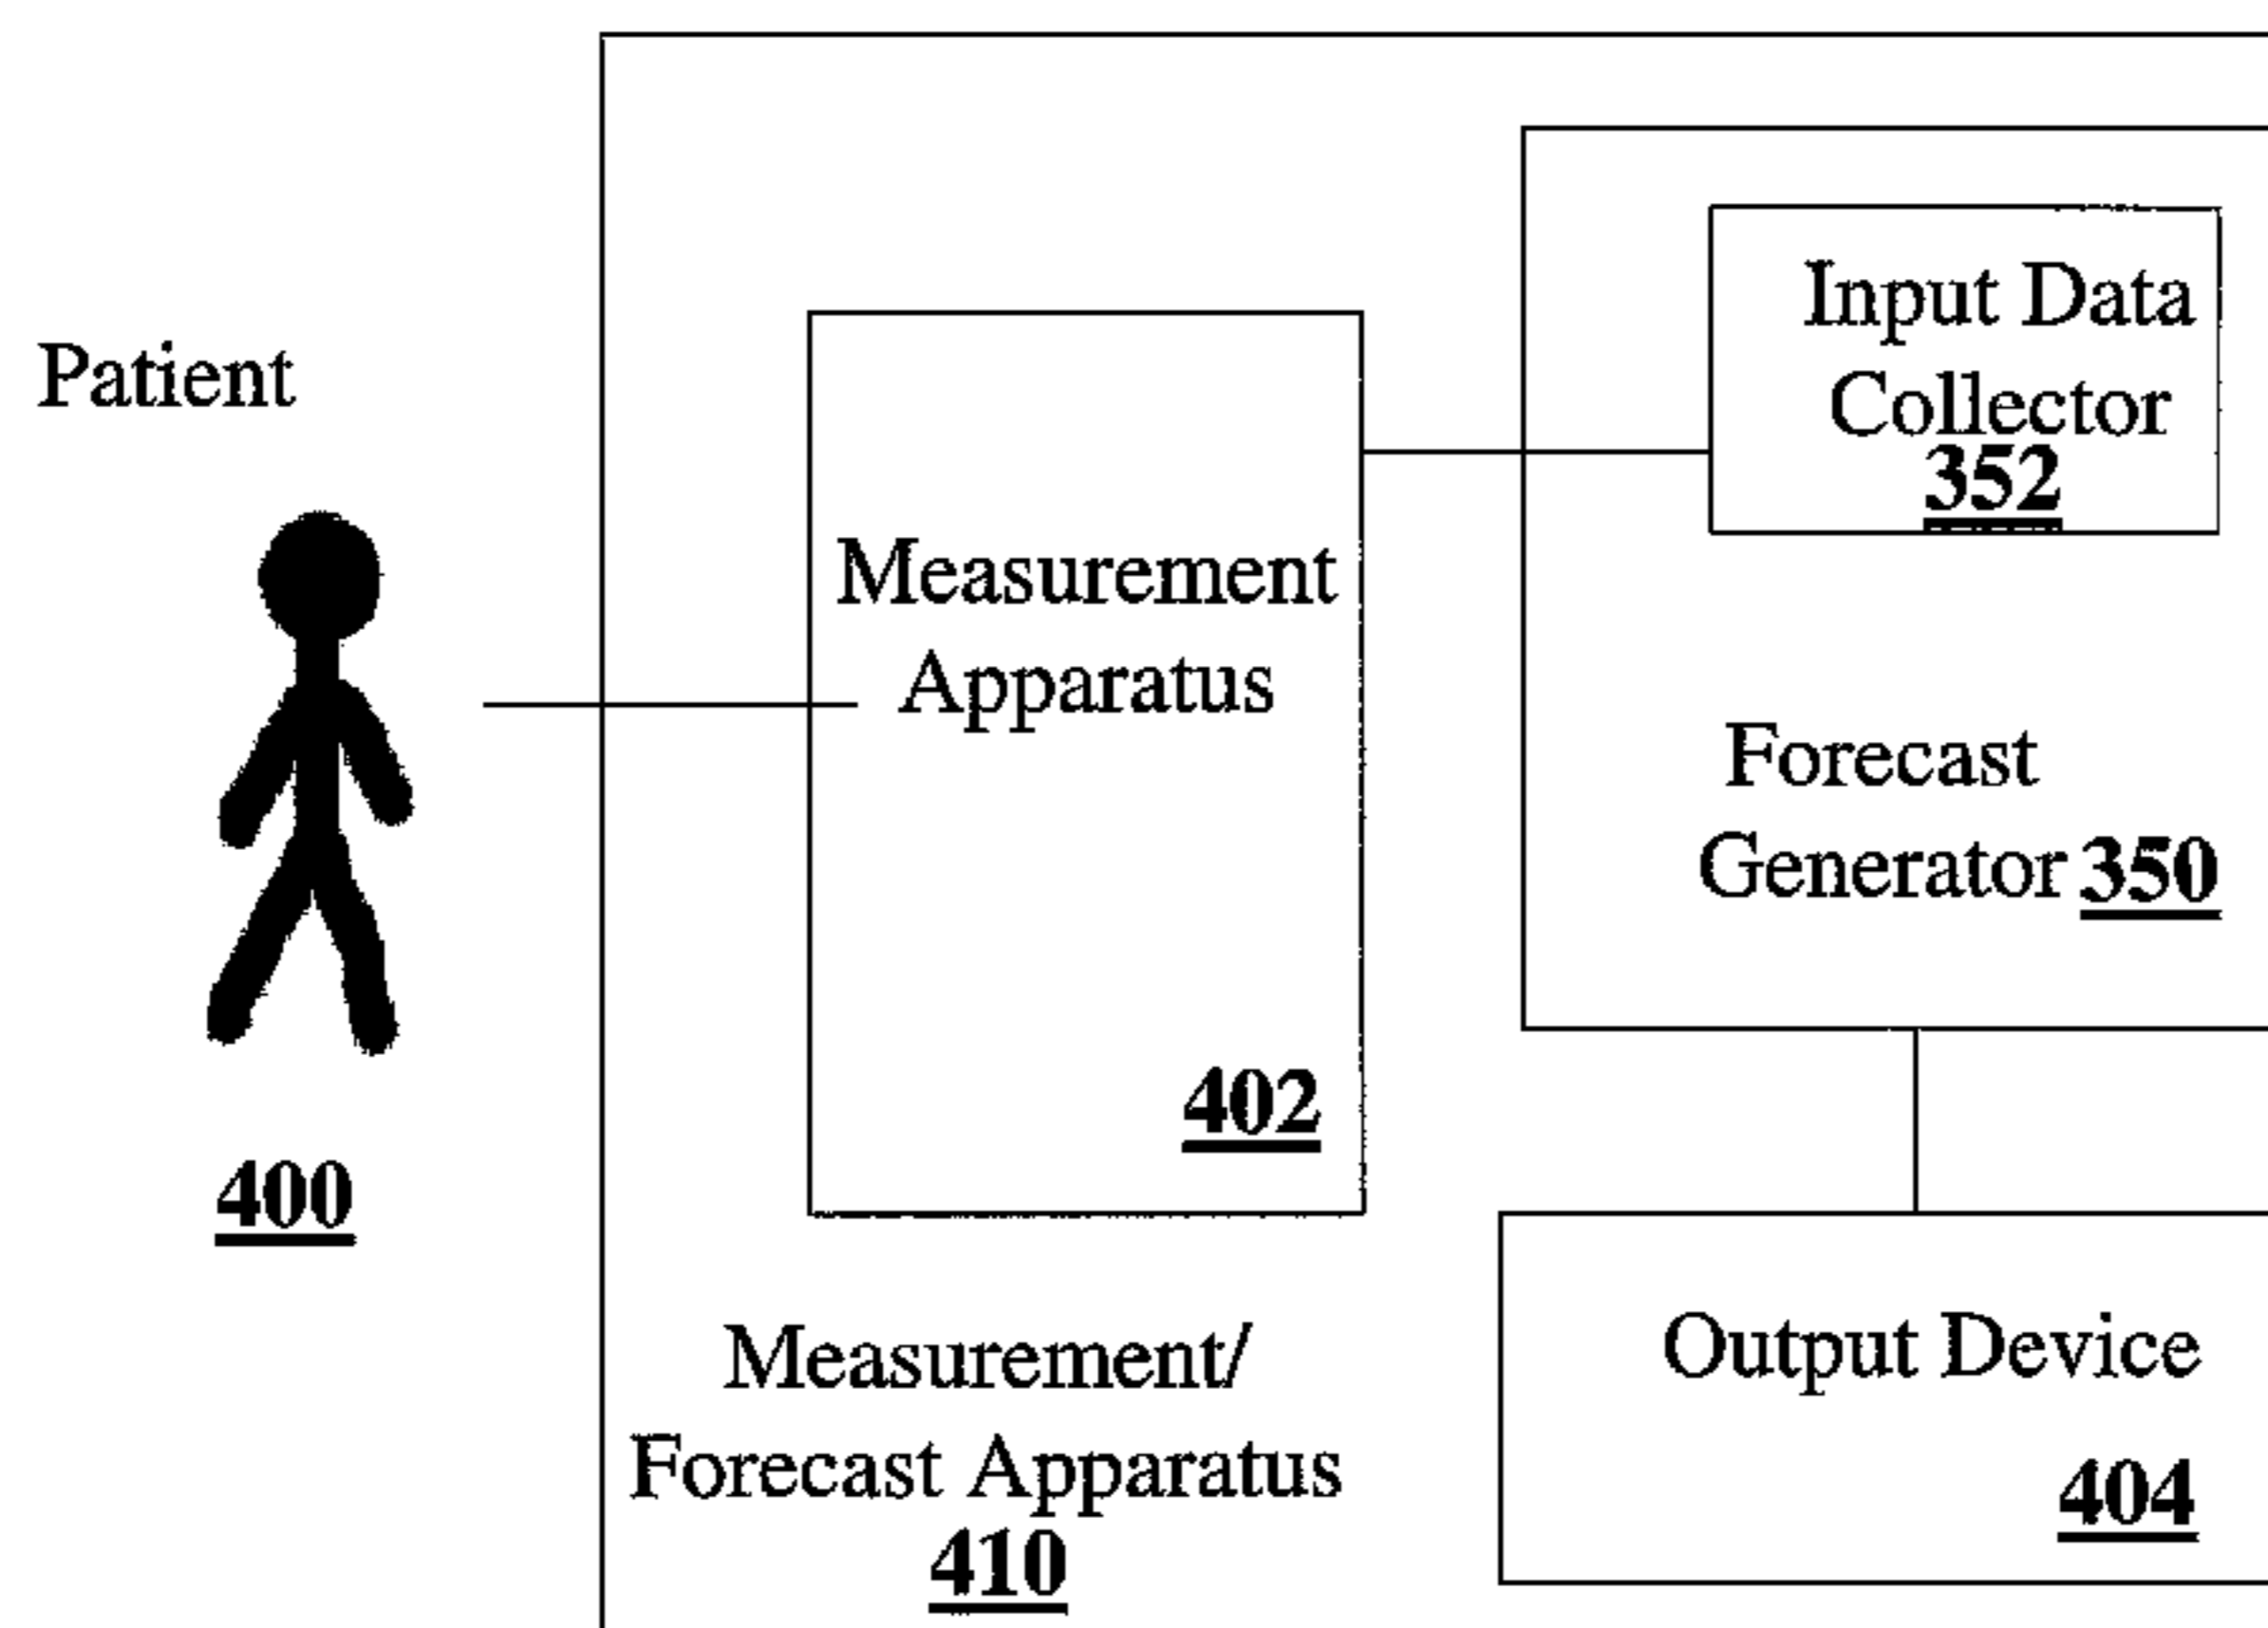 Patient
400
Measurement
Apparatus
402
Input Data
Collector
352
Forecast
Generator 350
Output Device
404
Measurement/
Forecast Apparatus
410